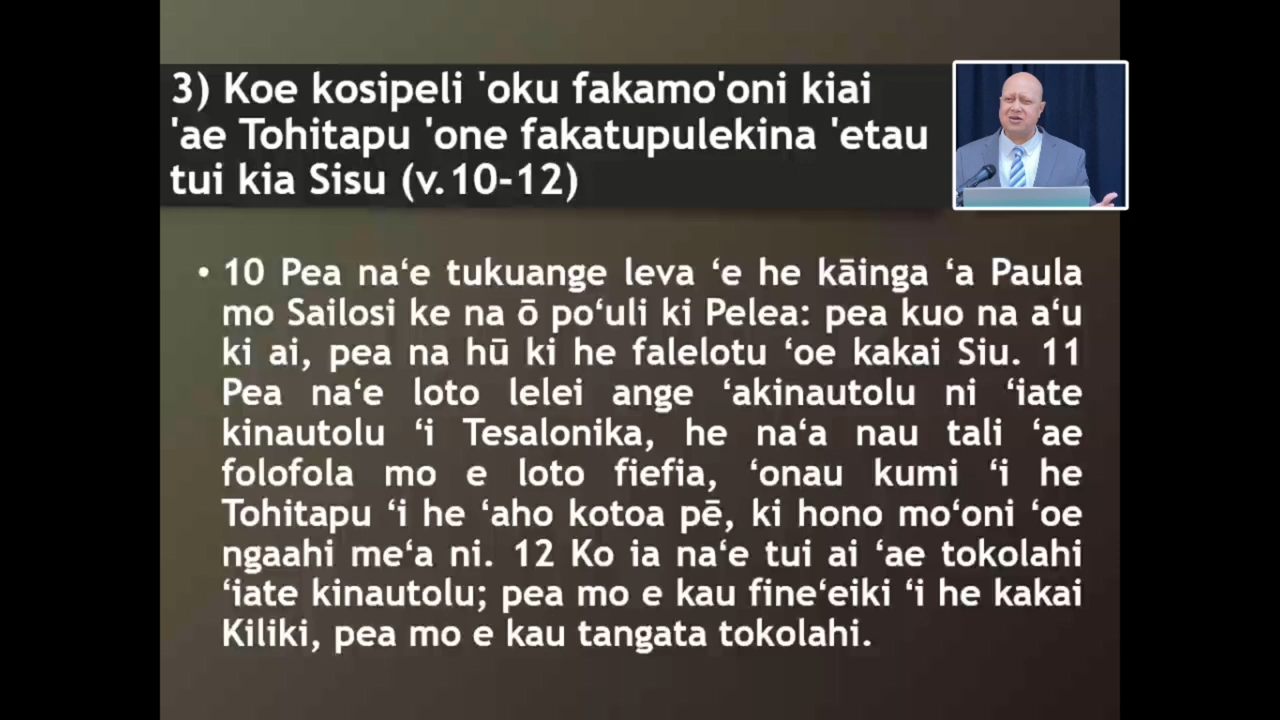 3) Koe kosipeli 'oku fakamo'oni kiai
'ae Tohitapu 'one fakatupulekina 'etau
tui kia Sisu (v.10-12)
• 10 Pea na‘e tukuange leva ‘e he kāinga ‘a Paula
mo Sailosi ke na ō po‘uli ki Pelea: pea kuo na a‘u
ki ai, pea na hū ki he falelotu ‘oe kakai Siu. 11
Pea na‘e loto lelei ange ‘akinautolu ni ‘iate
kinautolu ‘i Tesalonika, he na‘a nau tali ‘ae
folofola mo e loto fiefia, ‘onau kumi ‘i he
Tohitapu ‘i he ‘aho kotoa pē, ki hono mo‘oni ‘oe
ngaahi me‘a ni. 12 Ko ia na‘e tui ai ‘ae tokolahi
‘iate kinautolu; pea mo e kau fine‘eiki ‘i he kakai
Kiliki, pea mo e kau tangata tokolahi.